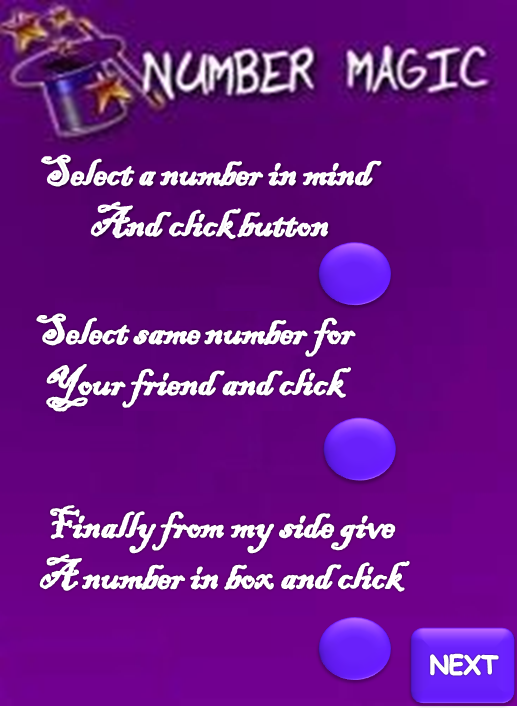 NUMBER MAGIC
Select a number in mind
And click button
Select same number for
Your friend and click
Finally from my side give
A number in box and click
NEXT